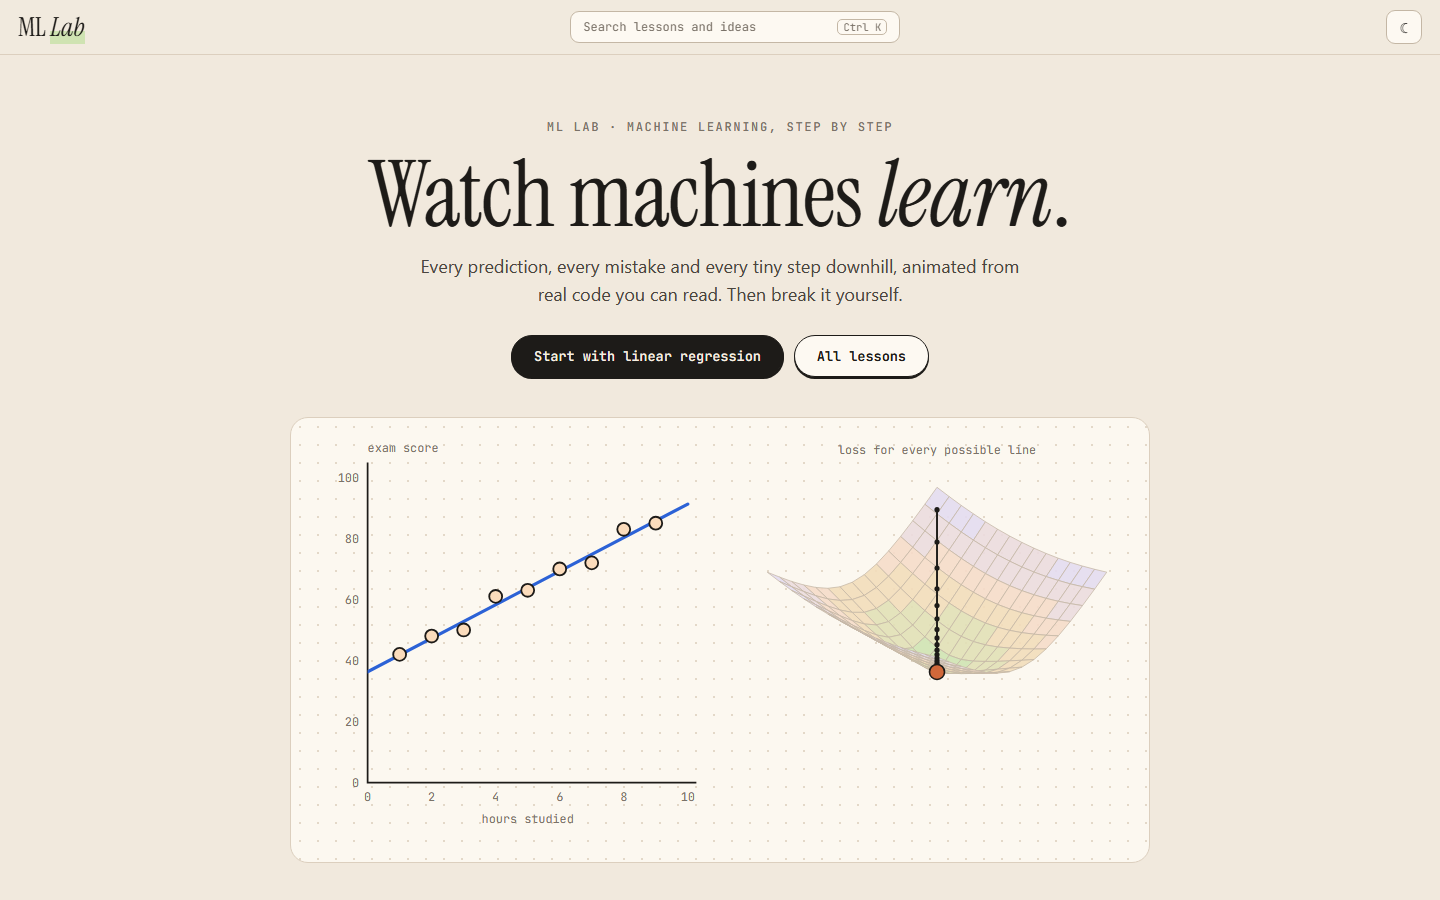 ML Lab
Search lessons and ideas
Ctrl K
ML LAB · MACHINE LEARNING, STEP BY STEP
Watch machines learn.
Every prediction, every mistake and every tiny step downhill, animated from
real code you can read. Then break it yourself.
Start with linear regression
All lessons
exam score
100
80
60
40
20
0
0 2 4 6 8 10
hours studied
loss for every possible line